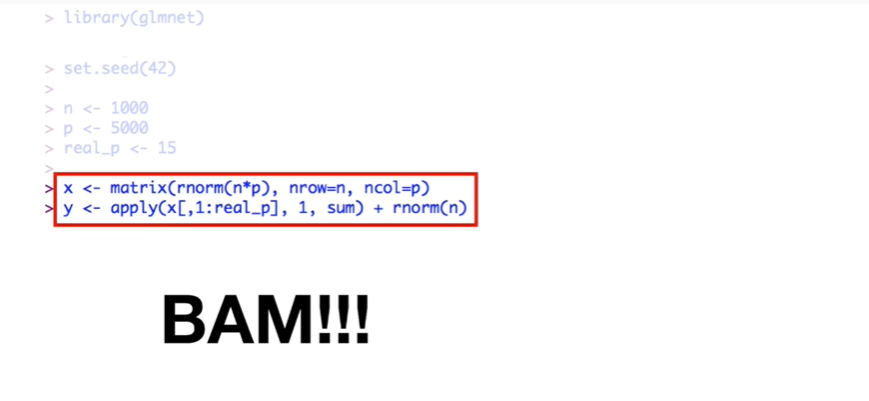 > library(glmnet)
> set.seed(42)
>
> n <- 1000
> p <- 5000
> real_p <- 15
>
> x <- matrix(rnorm(n*p), nrow=n, ncol=p)
> y <- apply(x[,1:real_p], 1, sum) + rnorm(n)
BAM!!!